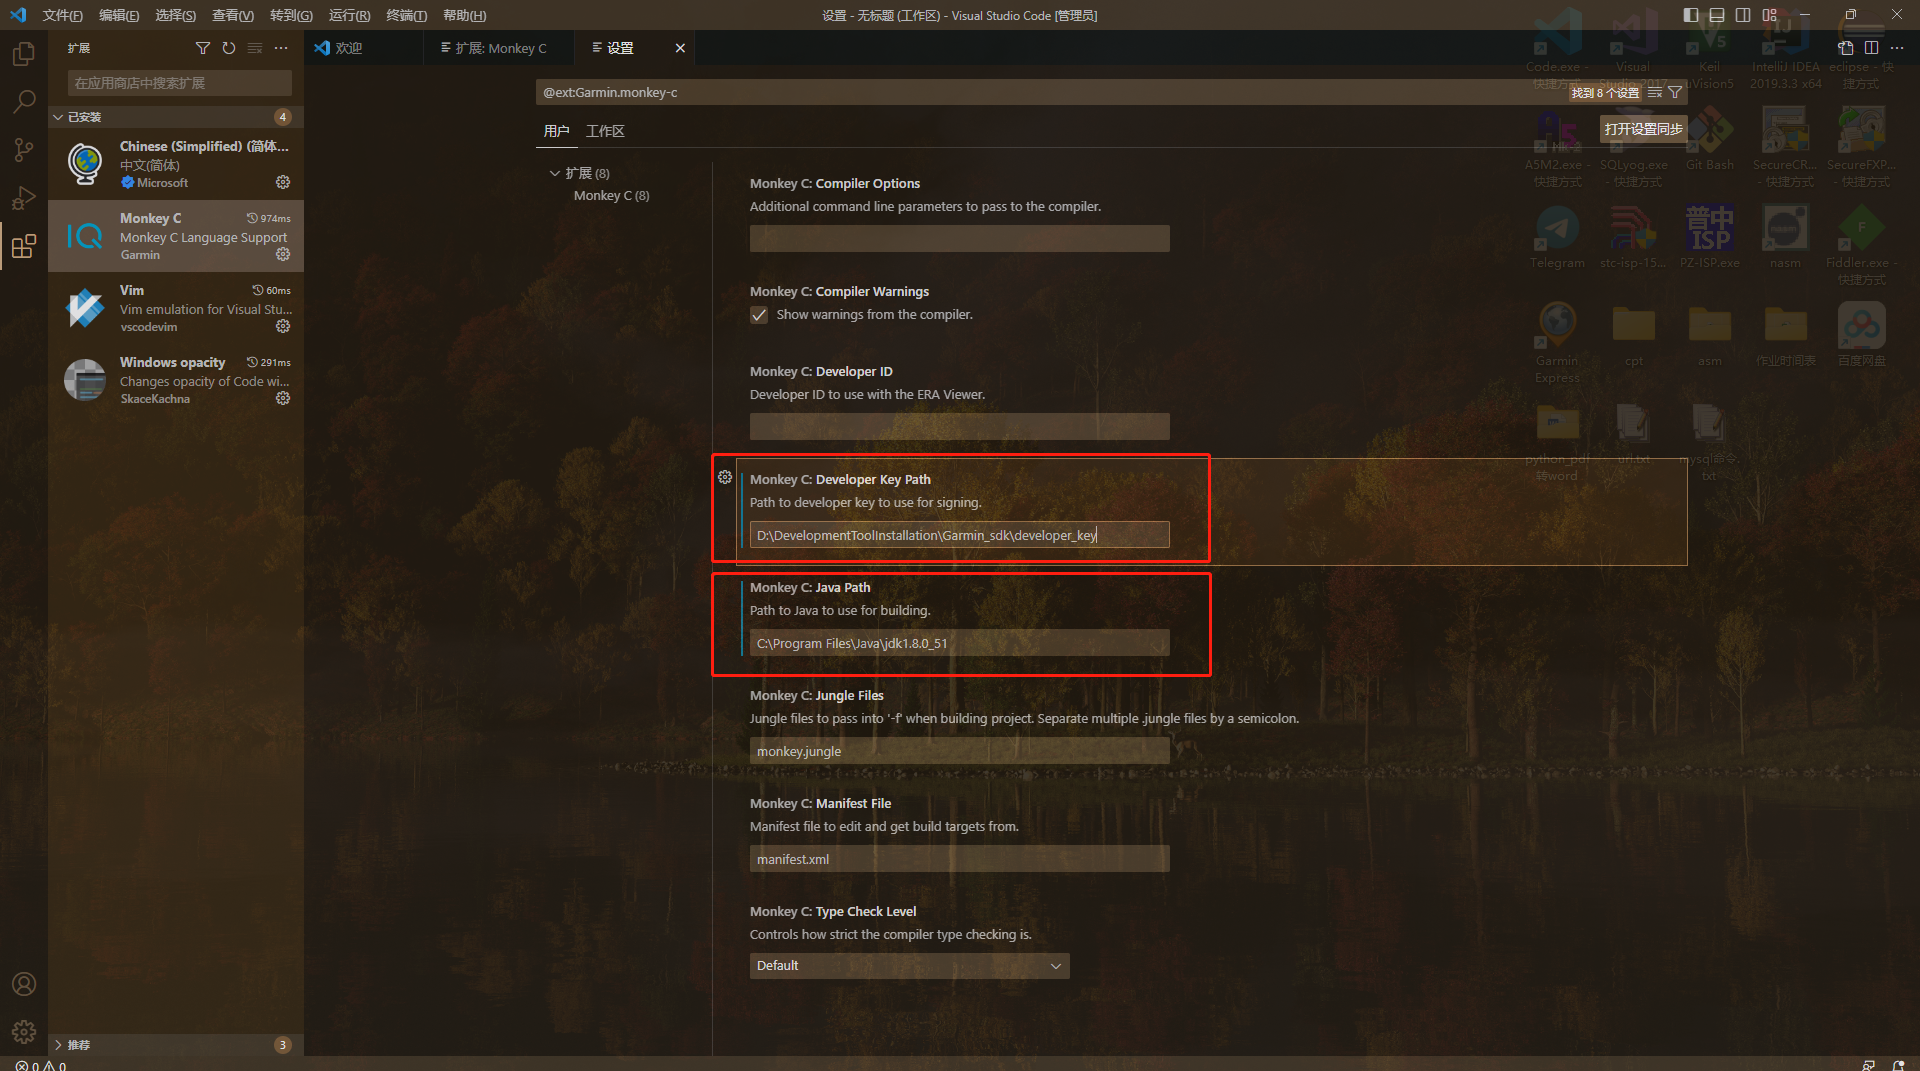 文件(F) 编辑(E) 选择(S) 查看(V) 转到(G) 运行(R) 终端(T) 帮助(H)
设置 - 无标题 (工作区) - Visual Studio Code [管理员]
扩展
在应用商店中搜索扩展
已安装
4
Chinese (Simplified) (简体...
中文(简体)
Microsoft
Monkey C
974ms
Monkey C Language Support
Garmin
Vim
60ms
Vim emulation for Visual Stu...
vscodevim
Windows opacity
291ms
Changes opacity of Code wi...
SkaceKachna
推荐
3
0 0
欢迎
扩展: Monkey C
设置
@ext:Garmin.monkey-c
找到 8 个设置
用户
工作区
打开设置同步
扩展 (8)
Monkey C (8)
Monkey C: Compiler Options
Additional command line parameters to pass to the compiler.
Monkey C: Compiler Warnings
Show warnings from the compiler.
Monkey C: Developer ID
Developer ID to use with the ERA Viewer.
Monkey C: Developer Key Path
Path to developer key to use for signing.
D:\DevelopmentToolInstallation\Garmin_sdk\developer_key
Monkey C: Java Path
Path to Java to use for building.
C:\Program Files\Java\jdk1.8.0_51
Monkey C: Jungle Files
Jungle files to pass into '-f' when building project. Separate multiple .jungle files by a semicolon.
monkey.jungle
Monkey C: Manifest File
Manifest file to edit and get build targets from.
manifest.xml
Monkey C: Type Check Level
Controls how strict the compiler type checking is.
Default
Code.exe -
快捷方式
Visual
Studio 2017
Keil
uVision5
IntelliJ IDEA
2019.3.3 x64
eclipse - 快
捷方式
A5M2.exe -
快捷方式
SQLyog.exe
- 快捷方式
Git Bash
SecureCR...
- 快捷方式
SecureFXP...
- 快捷方式
普中
ISP
Telegram
stc-isp-15...
PZ-ISP.exe
nasm
Fiddler.exe -
快捷方式
Garmin
Express
cpt
asm
作业时间表
百度网盘
python_pdf
转word
mysql命令.
txt